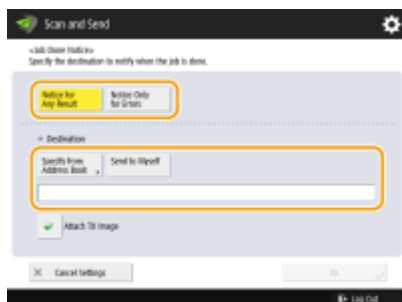 Scan and Send
<Job Done Notice>
Specify the destination to notify when the job is done.
Notice for
Any Result
Notice Only
for Errors
Destination
Specify from
Address Book
Send to Myself
Attach TX Image
Cancel Settings
OK
Log Out